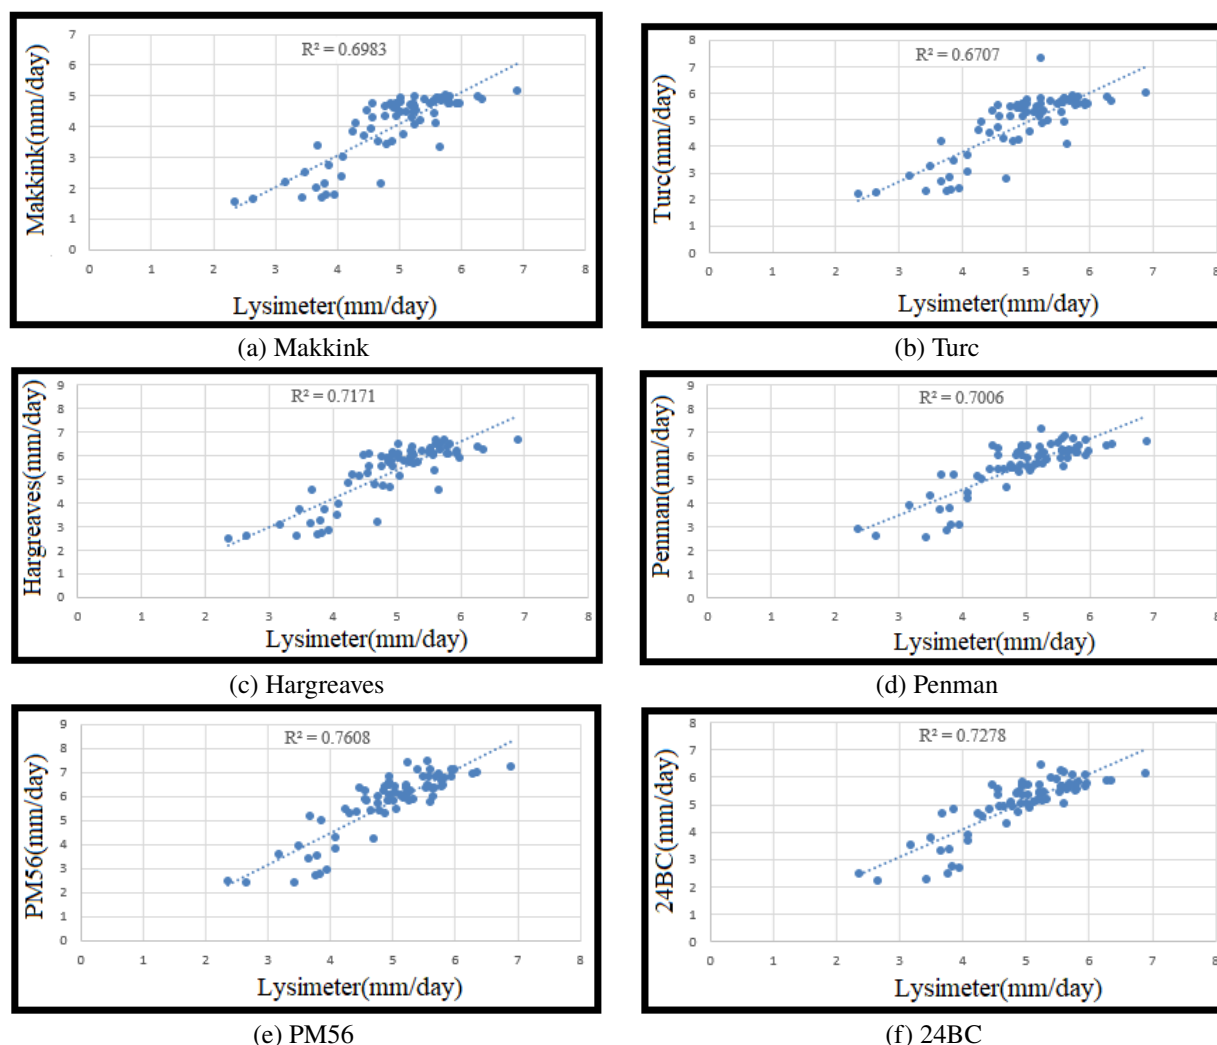 R² = 0.6983
Makkink(mm/day)
7
6
5
4
3
2
1
0
0 1 2 3 4 5 6 7 8
Lysimeter(mm/day)
(a) Makkink
R² = 0.6707
Turc(mm/day)
8
7
6
5
4
3
2
1
0
0 1 2 3 4 5 6 7 8
Lysimeter(mm/day)
(b) Turc
R² = 0.7171
Hargreaves(mm/day)
9
8
7
6
5
4
3
2
1
0
0 1 2 3 4 5 6 7 8
Lysimeter(mm/day)
(c) Hargreaves
R² = 0.7006
Penman(mm/day)
9
8
7
6
5
4
3
2
1
0
0 1 2 3 4 5 6 7 8
Lysimeter(mm/day)
(d) Penman
R² = 0.7608
PM56(mm/day)
9
8
7
6
5
4
3
2
1
0
0 1 2 3 4 5 6 7 8
Lysimeter(mm/day)
(e) PM56
R² = 0.7278
24BC(mm/day)
8
7
6
5
4
3
2
1
0
0 1 2 3 4 5 6 7 8
Lysimeter(mm/day)
(f) 24BC